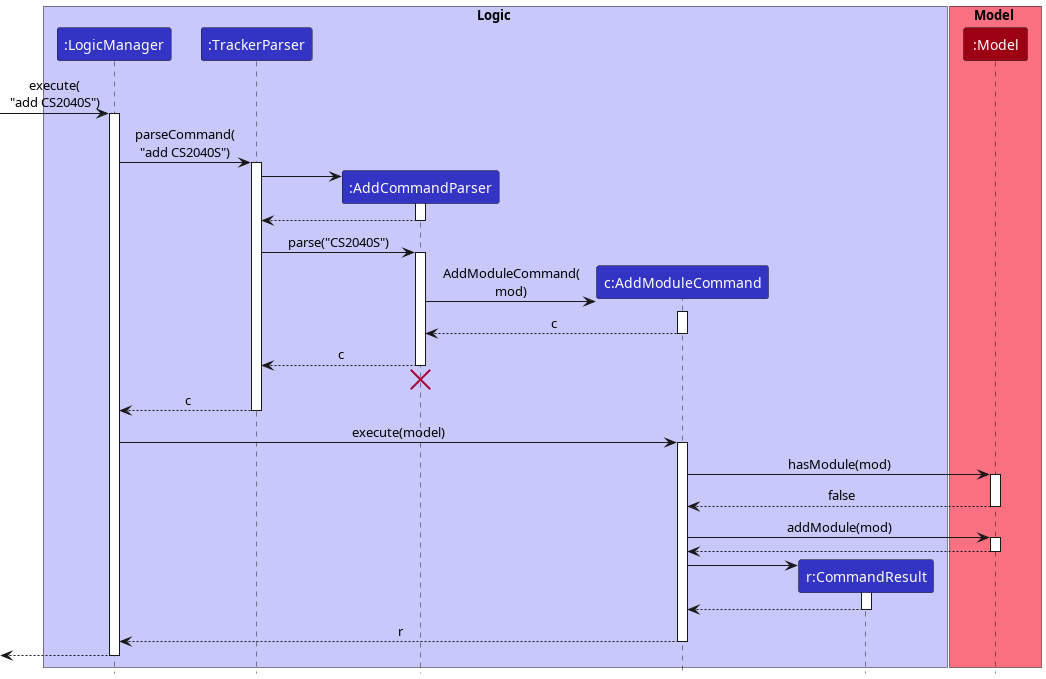 Logic
Model
:LogicManager
:TrackerParser
:Model
execute(
"add CS2040S")
parseCommand(
"add CS2040S")
:AddCommandParser
parse("CS2040S")
AddModuleCommand(
mod)
c:AddModuleCommand
c
c
c
execute(model)
hasModule(mod)
false
addModule(mod)
r:CommandResult
r